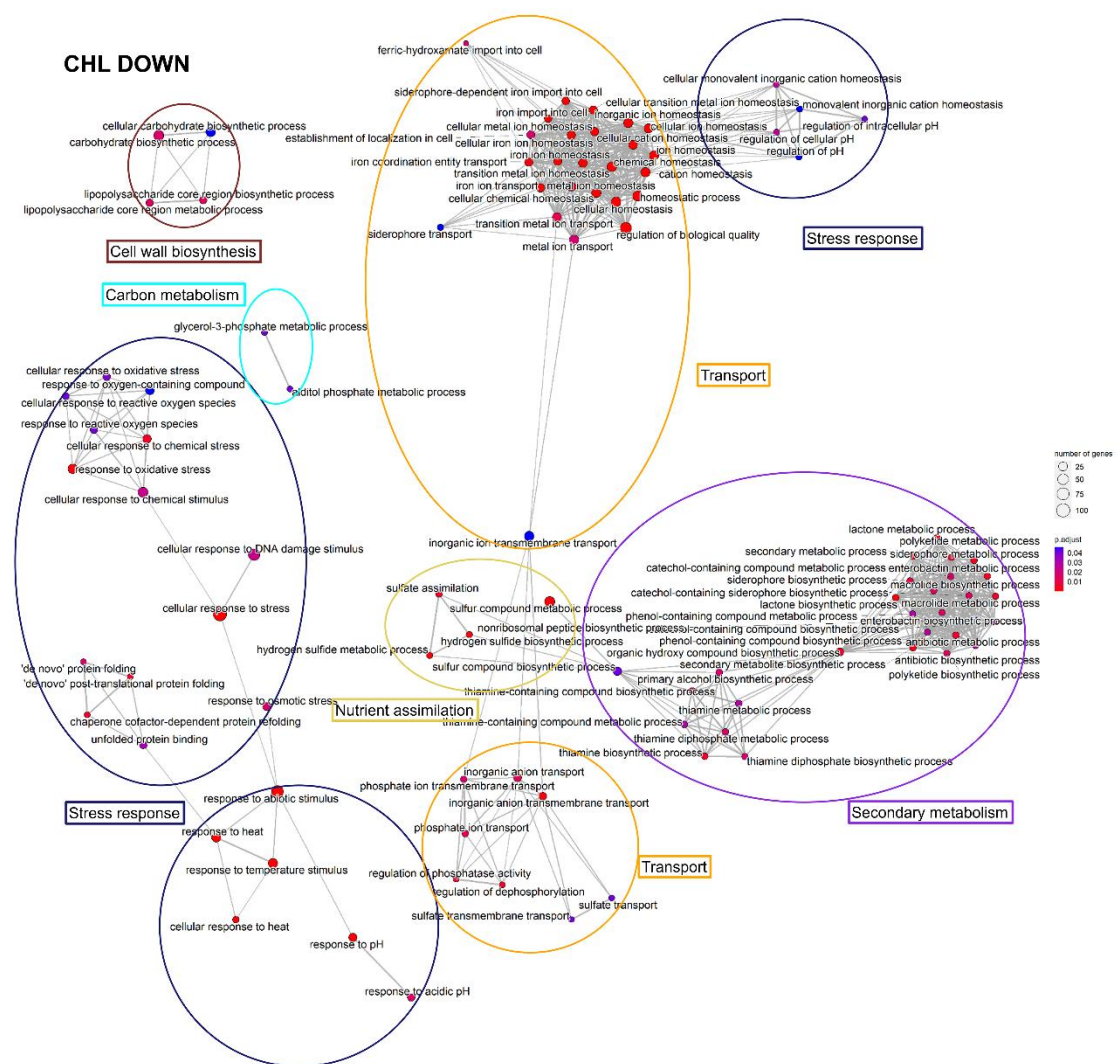 CHL DOWN
cellular carbohydrate biosynthetic process
carbohydrate biosynthetic process
lipopolysaccharide core region biosynthetic process
lipopolysaccharide core region metabolic process
Cell wall biosynthesis
Carbon metabolism
glycerol-3-phosphate metabolic process
alditol phosphate metabolic process
ferric-hydroxamate import into cell
siderophore-dependent iron import into cell
iron import into cell
inorganic ion homeostasis
cellular transition metal ion homeostasis
cellular metal ion homeostasis
cellular ion homeostasis
establishment of localization in cell
cellular cation homeostasis
cellular iron ion homeostasis
ion homeostasis
iron ion homeostasis
iron coordination entity transport
chemical homeostasis
transition metal ion homeostasis
cation homeostasis
iron ion transport
metal ion homeostasis
cellular chemical homeostasis
homeostatic process
cellular homeostasis
transition metal ion transport
siderophore transport
regulation of biological quality
metal ion transport
cellular monovalent inorganic cation homeostasis
monovalent inorganic cation homeostasis
regulation of intracellular pH
regulation of cellular pH
regulation of pH
Stress response
Transport
cellular response to oxidative stress
response to oxygen-containing compound
cellular response to reactive oxygen species
response to reactive oxygen species
cellular response to chemical stress
response to oxidative stress
cellular response to chemical stimulus
cellular response to DNA damage stimulus
cellular response to stress
'de novo' protein folding
'de novo' post-translational protein folding
response to osmotic stress
chaperone cofactor-dependent protein refolding
unfolded protein binding
Stress response
response to abiotic stimulus
response to heat
response to temperature stimulus
cellular response to heat
response to pH
response to acidic pH
inorganic ion transmembrane transport
sulfate assimilation
sulfur compound metabolic process
nonribosomal peptide biosynthetic process
hydrogen sulfide biosynthetic process
hydrogen sulfide metabolic process
sulfur compound biosynthetic process
Nutrient assimilation
inorganic anion transport
phosphate ion transmembrane transport
inorganic anion transmembrane transport
phosphate ion transport
regulation of phosphatase activity
regulation of dephosphorylation
sulfate transport
sulfate transmembrane transport
Transport
lactone metabolic process
polyketide metabolic process
secondary metabolic process
siderophore metabolic process
catechol-containing compound metabolic process
enterobactin metabolic process
siderophore biosynthetic process
macrolide biosynthetic process
catechol-containing siderophore biosynthetic process
lactone biosynthetic process
macrolide metabolic process
phenol-containing compound metabolic process
enterobactin biosynthetic process
-containing compound biosynthetic process
phenol-containing compound biosynthetic process
antibiotic metabolic process
organic hydroxy compound biosynthetic process
antibiotic biosynthetic process
secondary metabolite biosynthetic process
polyketide biosynthetic process
primary alcohol biosynthetic process
thiamine-containing compound biosynthetic process
thiamine metabolic process
thiamine-containing compound metabolic process
thiamine diphosphate metabolic process
thiamine biosynthetic process
thiamine diphosphate biosynthetic process
Secondary metabolism
number of genes
25
50
75
100
p.adjust
0.04
0.03
0.02
0.01